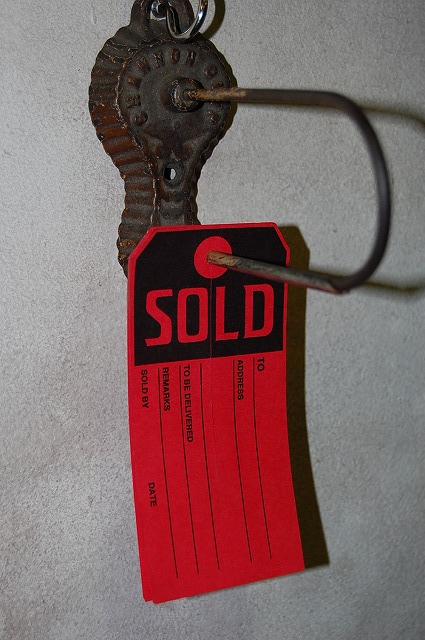 SOLD
TO
ADDRESS
TO BE DELIVERED
REMARKS
SOLD BY DATE